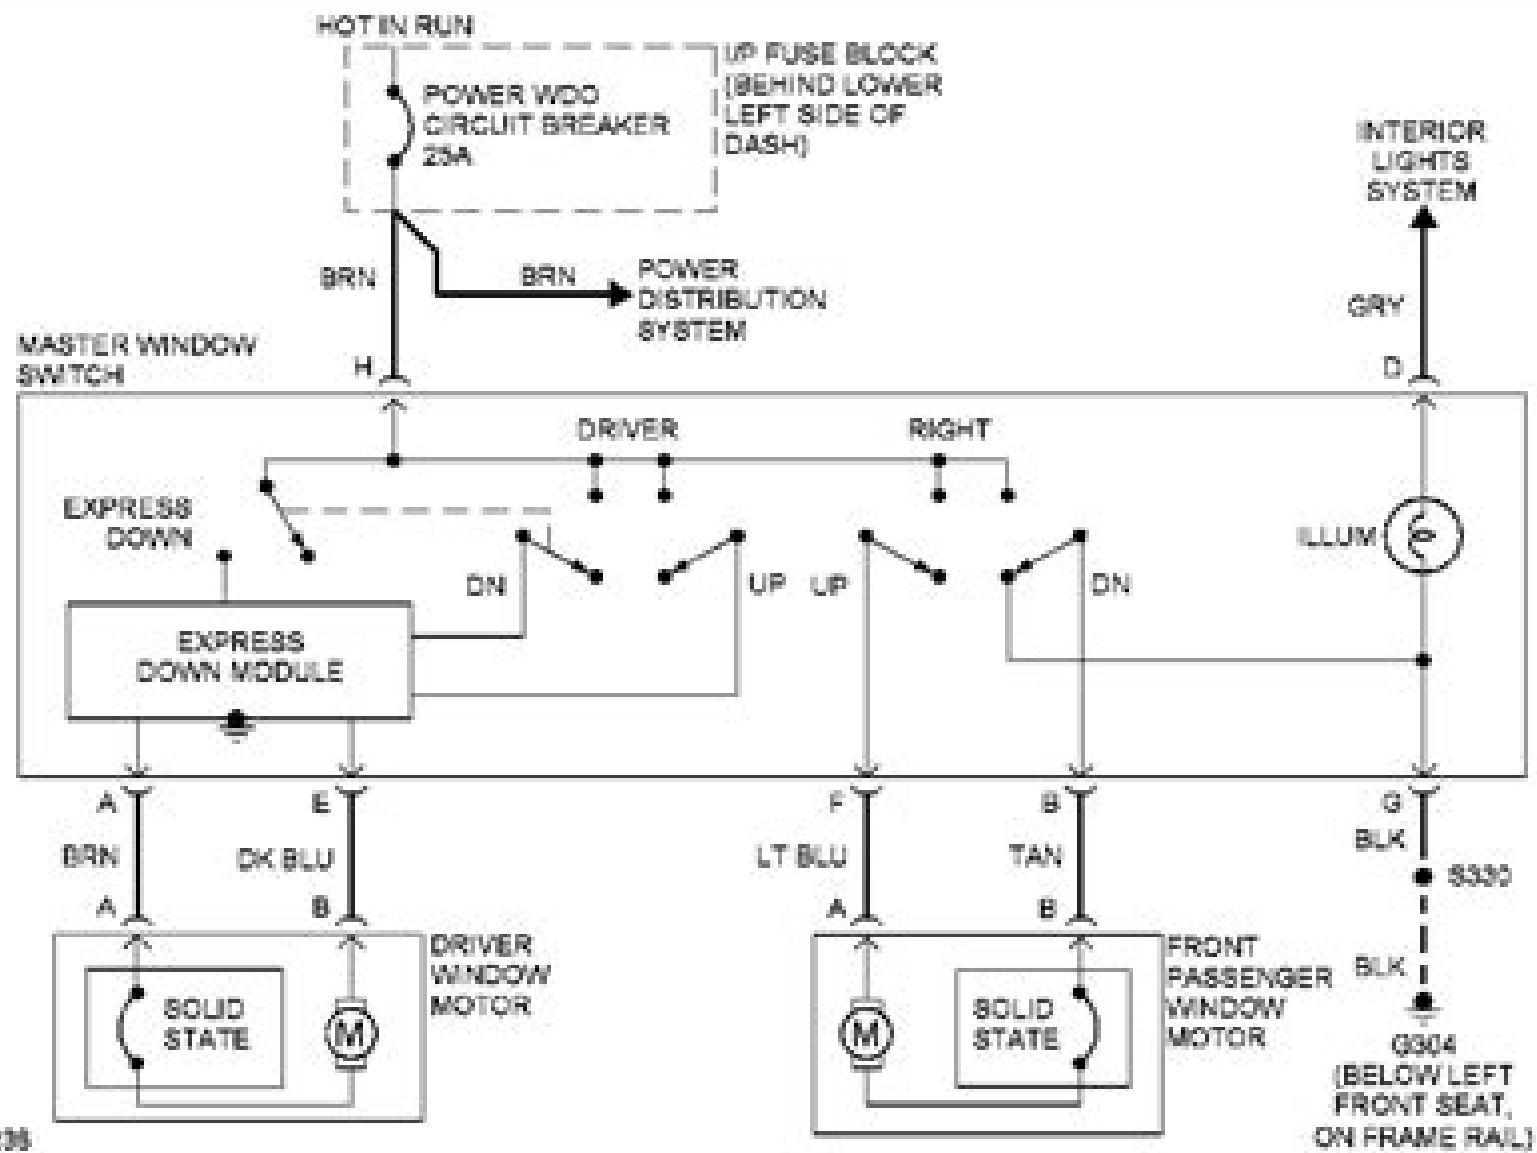 HOT IN RUN
I/P FUSE BLOCK
(BEHIND LOWER
LEFT SIDE OF
DASH)
POWER WDO
CIRCUIT BREAKER
25A
INTERIOR
LIGHTS
SYSTEM
BRN
BRN
POWER
DISTRIBUTION
SYSTEM
GRY
MASTER WINDOW
SWITCH
H
D
DRIVER
RIGHT
EXPRESS
DOWN
ILLUM
DN
UP
UP
DN
EXPRESS
DOWN MODULE
A
E
F
B
G
BRN
DK BLU
LT BLU
TAN
BLK
S330
A
B
A
B
BLK
DRIVER
WINDOW
MOTOR
SOLID
STATE
M
M
SOLID
STATE
FRONT
PASSENGER
WINDOW
MOTOR
G304
(BELOW LEFT
FRONT SEAT,
ON FRAME RAIL)